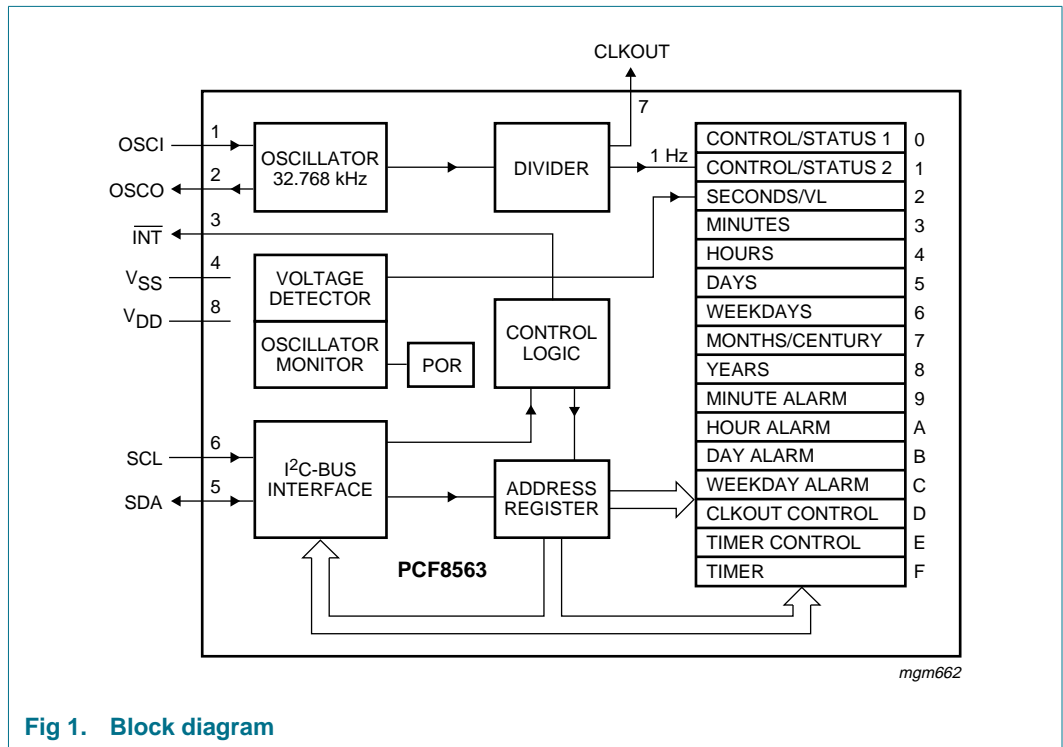 CLKOUT
7
OSCI
1
OSCILLATOR
32.768 kHz
DIVIDER
1 Hz
OSCO
2
INT
3
VSS
4
VDD
8
VOLTAGE
DETECTOR
OSCILLATOR
MONITOR
POR
CONTROL
LOGIC
SCL
6
SDA
5
I²C-BUS
INTERFACE
ADDRESS
REGISTER
PCF8563
CONTROL/STATUS 1 0
CONTROL/STATUS 2 1
SECONDS/VL 2
MINUTES 3
HOURS 4
DAYS 5
WEEKDAYS 6
MONTHS/CENTURY 7
YEARS 8
MINUTE ALARM 9
HOUR ALARM A
DAY ALARM B
WEEKDAY ALARM C
CLKOUT CONTROL D
TIMER CONTROL E
TIMER F
mgm662
Fig 1. Block diagram